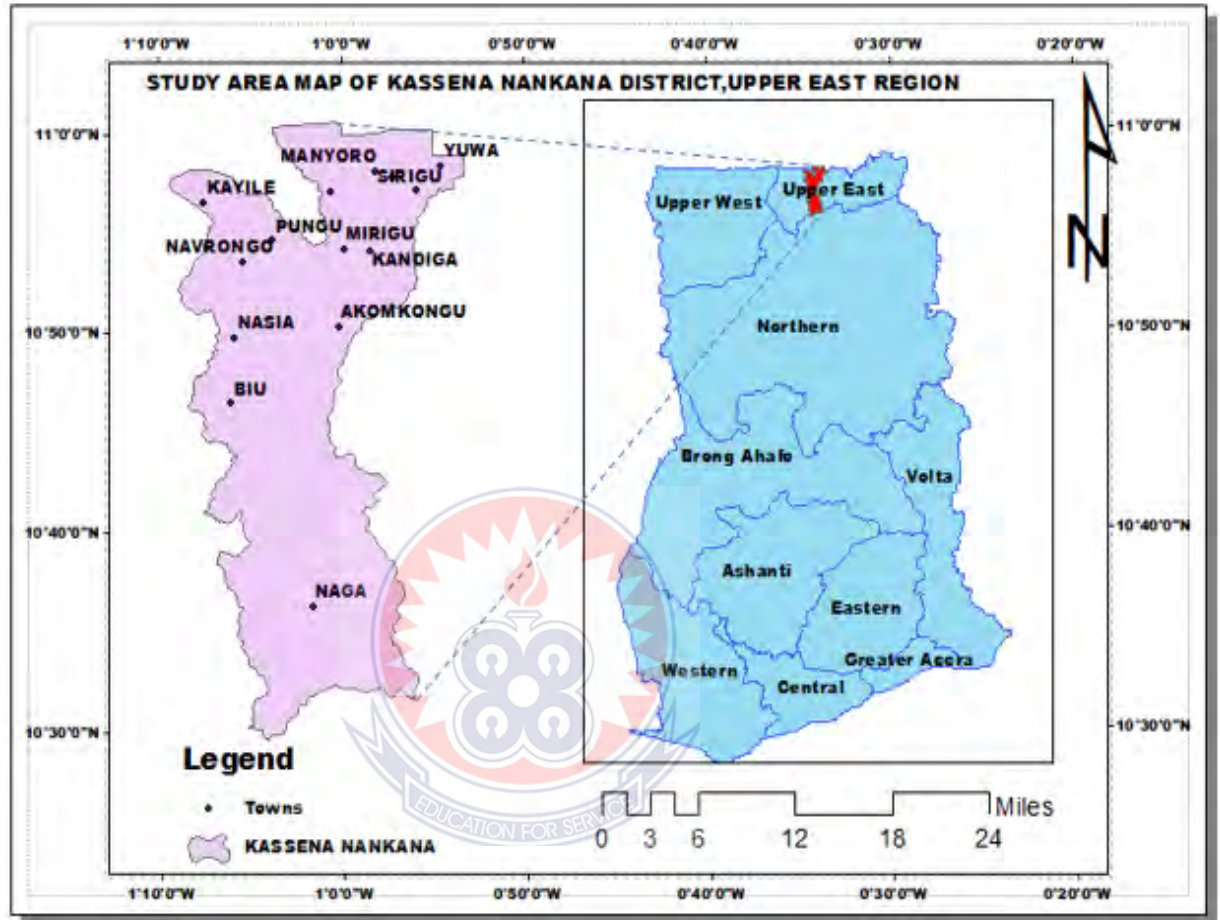 1°10'0"W 1°0'0"W 0°50'0"W 0°40'0"W 0°30'0"W 0°20'0"W
STUDY AREA MAP OF KASSENA NANKANA DISTRICT,UPPER EAST REGION
11°0'0"N
11°0'0"N
MANYORO
YUWA
SIRIGU
KAYILE
PUNGU
MIRIGU
NAVRONGO
KANDIGA
NASIA
AKOMKONGU
10°50'0"N
10°50'0"N
BIU
10°40'0"N
10°40'0"N
NAGA
10°30'0"N
10°30'0"N
Upper West
Upper East
Northern
Brong Ahafo
Volta
Ashanti
Eastern
Greater Accra
Western
Central
N
Legend
Towns
KASSENA NANKANA
EDUCATION FOR SERVICE
Miles
0 3 6 12 18 24
1°10'0"W 1°0'0"W 0°50'0"W 0°40'0"W 0°30'0"W 0°20'0"W